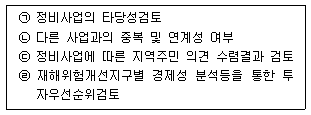 ㉠ 정비사업의 타당성검토
㉡ 다른 사업과의 중복 및 연계성 여부
㉢ 정비사업에 따른 지역주민 의견 수렴결과 검토
㉣ 재해위험개선지구별 경제성 분석등을 통한 투
자우선순위검토